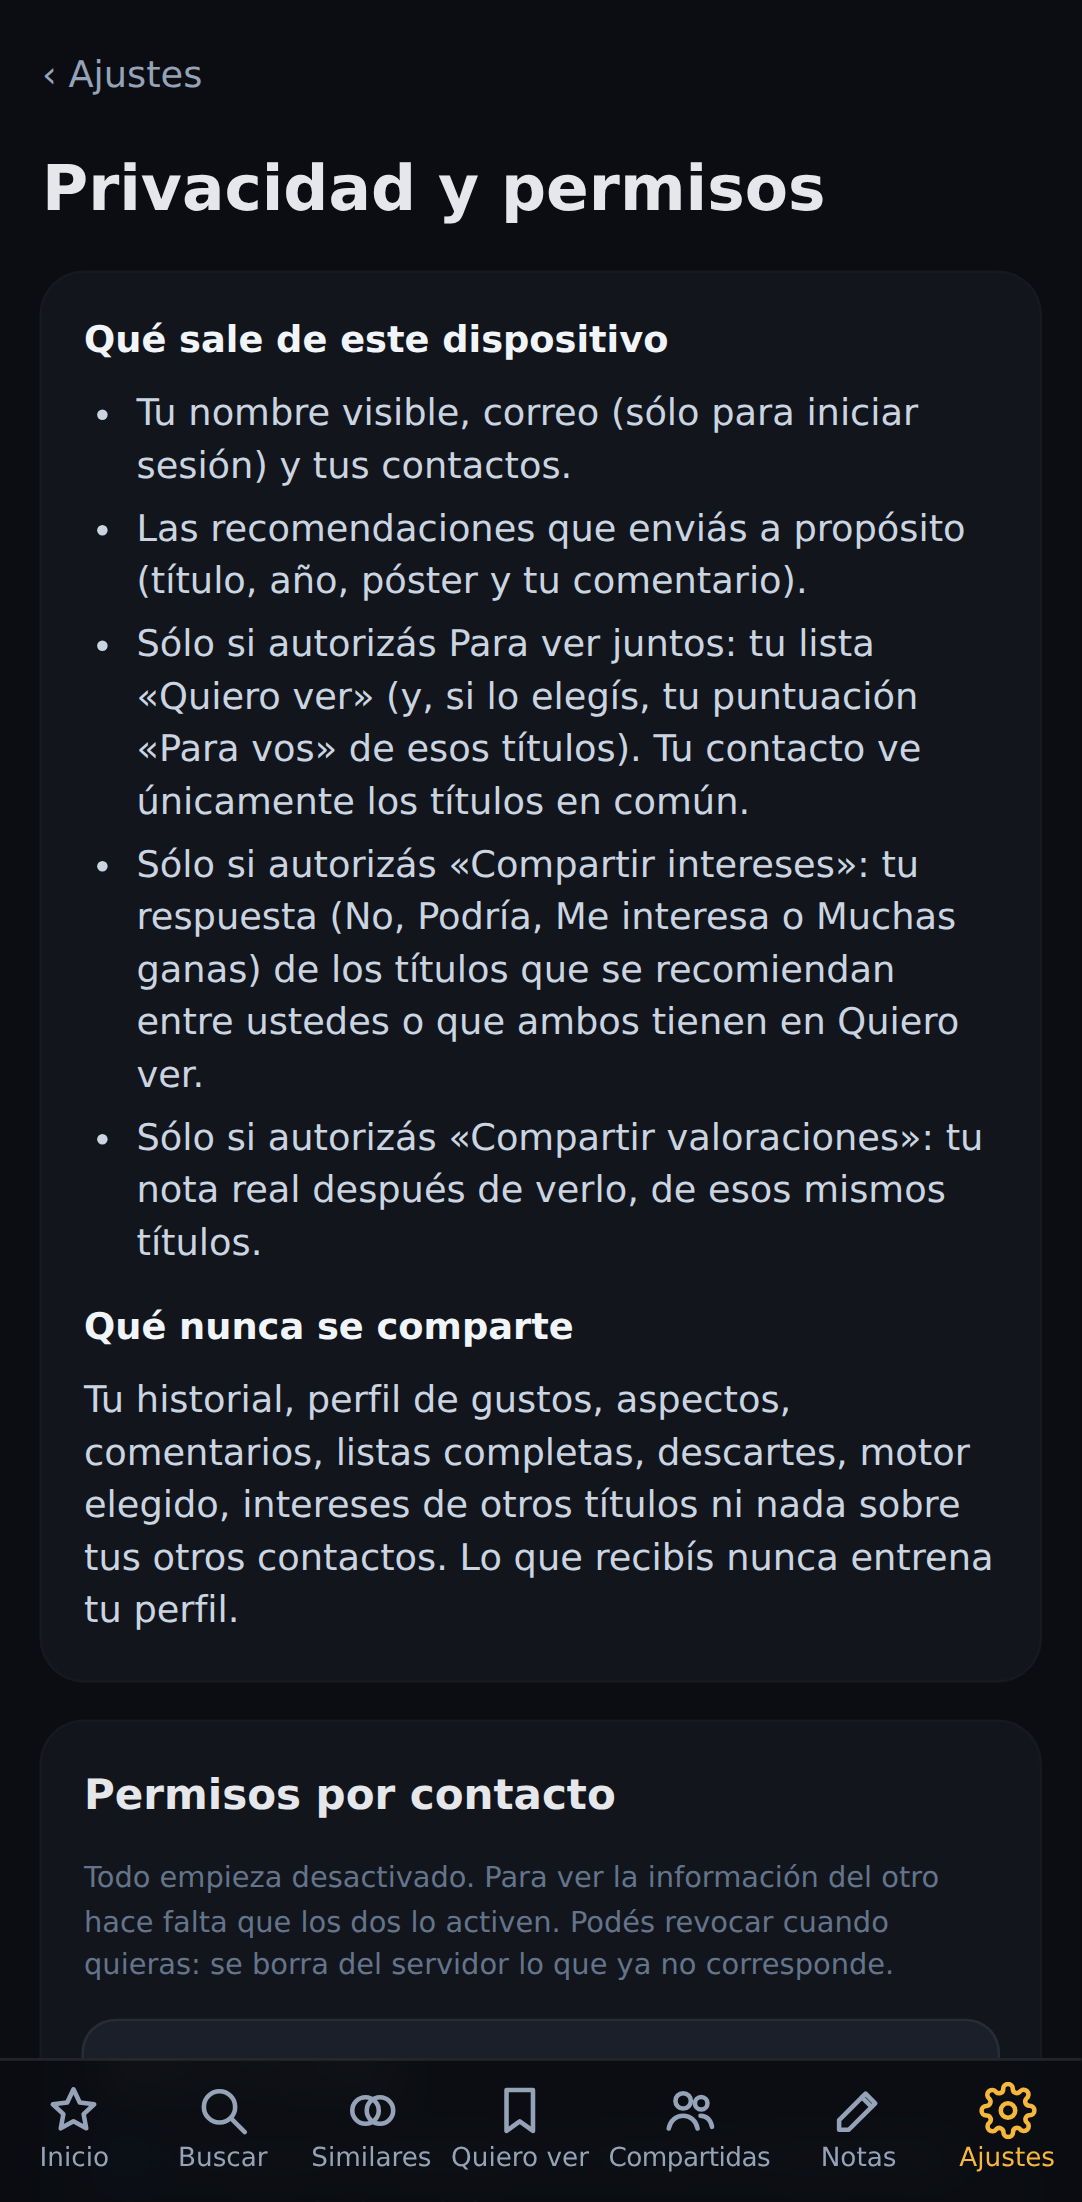 ‹ Ajustes
Privacidad y permisos
Qué sale de este dispositivo
• Tu nombre visible, correo (sólo para iniciar
sesión) y tus contactos.
• Las recomendaciones que enviás a propósito
(título, año, póster y tu comentario).
• Sólo si autorizás Para ver juntos: tu lista
«Quiero ver» (y, si lo elegís, tu puntuación
«Para vos» de esos títulos). Tu contacto ve
únicamente los títulos en común.
• Sólo si autorizás «Compartir intereses»: tu
respuesta (No, Podría, Me interesa o Muchas
ganas) de los títulos que se recomiendan
entre ustedes o que ambos tienen en Quiero
ver.
• Sólo si autorizás «Compartir valoraciones»: tu
nota real después de verlo, de esos mismos
títulos.
Qué nunca se comparte
Tu historial, perfil de gustos, aspectos,
comentarios, listas completas, descartes, motor
elegido, intereses de otros títulos ni nada sobre
tus otros contactos. Lo que recibís nunca entrena
tu perfil.
Permisos por contacto
Todo empieza desactivado. Para ver la información del otro
hace falta que los dos lo activen. Podés revocar cuando
quieras: se borra del servidor lo que ya no corresponde.
Inicio Buscar Similares Quiero ver Compartidas Notas Ajustes